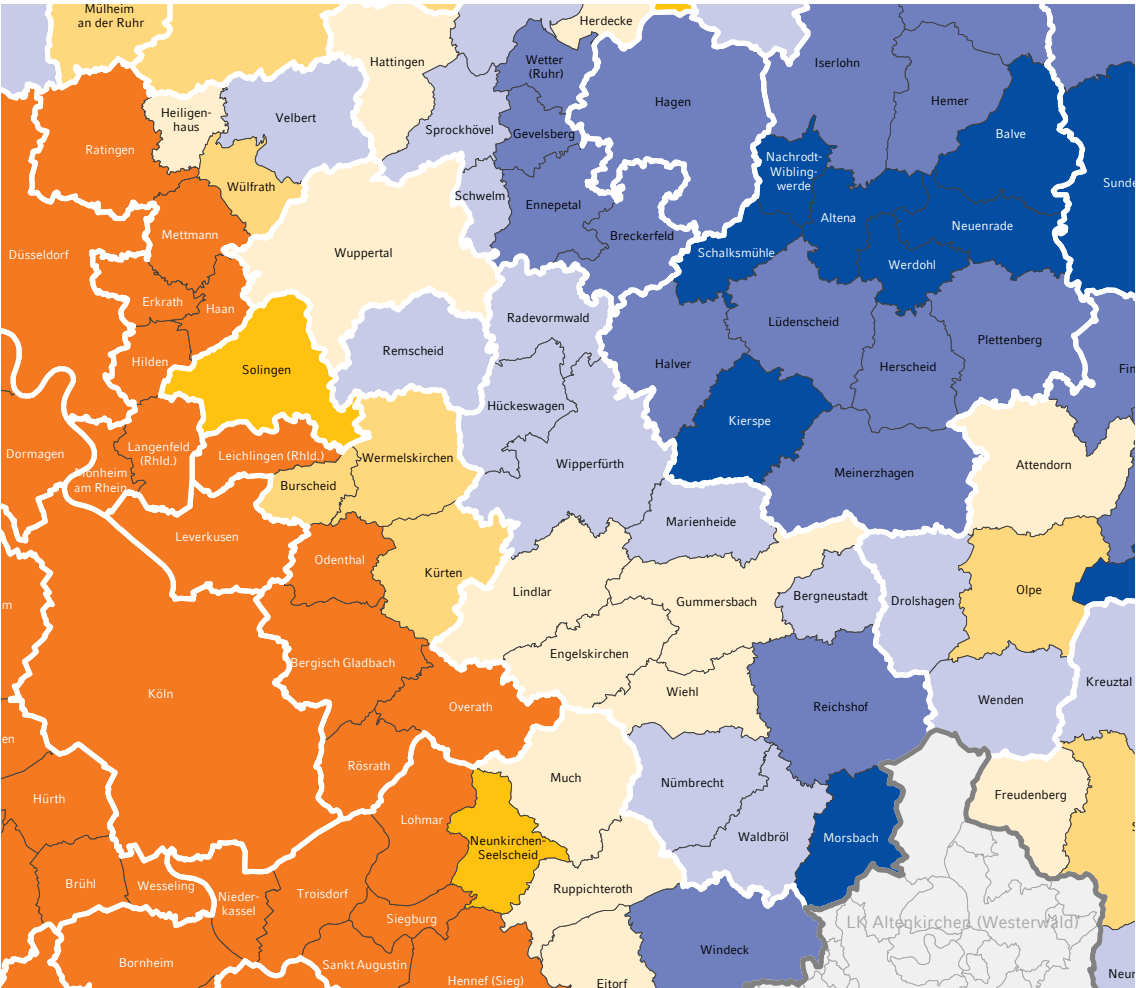 Mülheim
an der Ruhr
Herdecke
Hattingen
Wetter
(Ruhr)
Iserlohn
Hemer
Hagen
Heiligen-
haus
Velbert
Sprockhövel
Gevelsberg
Balve
Ratingen
Nachrodt-
Wibling-
werde
Wülfrath
Schwelm
Ennepetal
Altena
Neuenrade
Mettmann
Breckerfeld
Düsseldorf
Wuppertal
Schalksmühle
Werdohl
Erkrath
Haan
Radevormwald
Lüdenscheid
Plettenberg
Hilden
Solingen
Remscheid
Halver
Herscheid
Hückeswagen
Kierspe
Dormagen
Langenfeld
(Rhld.)
Leichlingen (Rhld.)
Wermelskirchen
Wipperfürth
Attendorn
Monheim
am Rhein
Burscheid
Meinerzhagen
Marienheide
Leverkusen
Odenthal
Kürten
Lindlar
Gummersbach
Bergneustadt
Drolshagen
Olpe
Engelskirchen
Bergisch Gladbach
Wiehl
Kreuztal
Köln
Overath
Reichshof
Wenden
Rösrath
Much
Nümbrecht
Hürth
Freudenberg
Lohmar
Neunkirchen-
Seelscheid
Waldbröl
Morsbach
Brühl
Wesseling
Nieder-
kassel
Troisdorf
Ruppichteroth
Siegburg
LK Altenkirchen (Westerwald)
Windeck
Bornheim
Sankt Augustin
Hennef (Sieg)
Eitorf